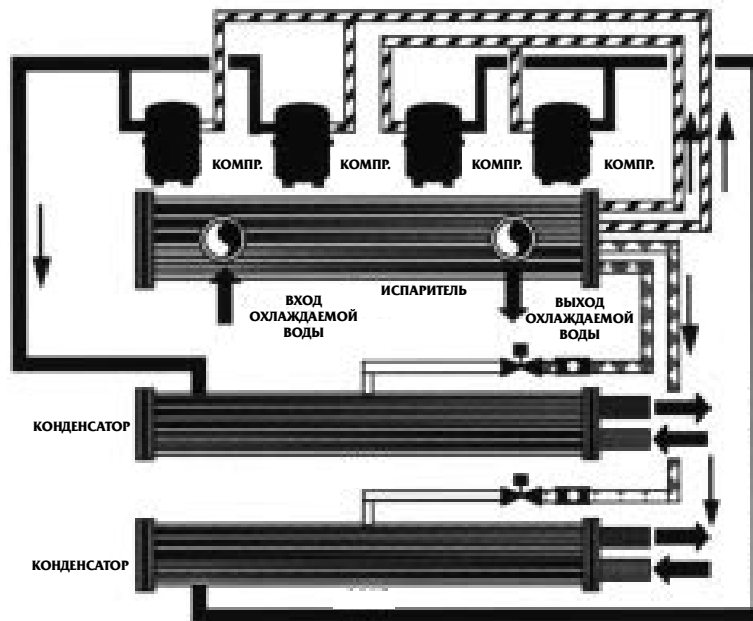 КОМПР. КОМПР. КОМПР. КОМПР.
ИСПАРИТЕЛЬ
ВХОД
ОХЛАЖДАЕМОЙ
ВОДЫ
ВЫХОД
ОХЛАЖДАЕМОЙ
ВОДЫ
КОНДЕНСАТОР
КОНДЕНСАТОР